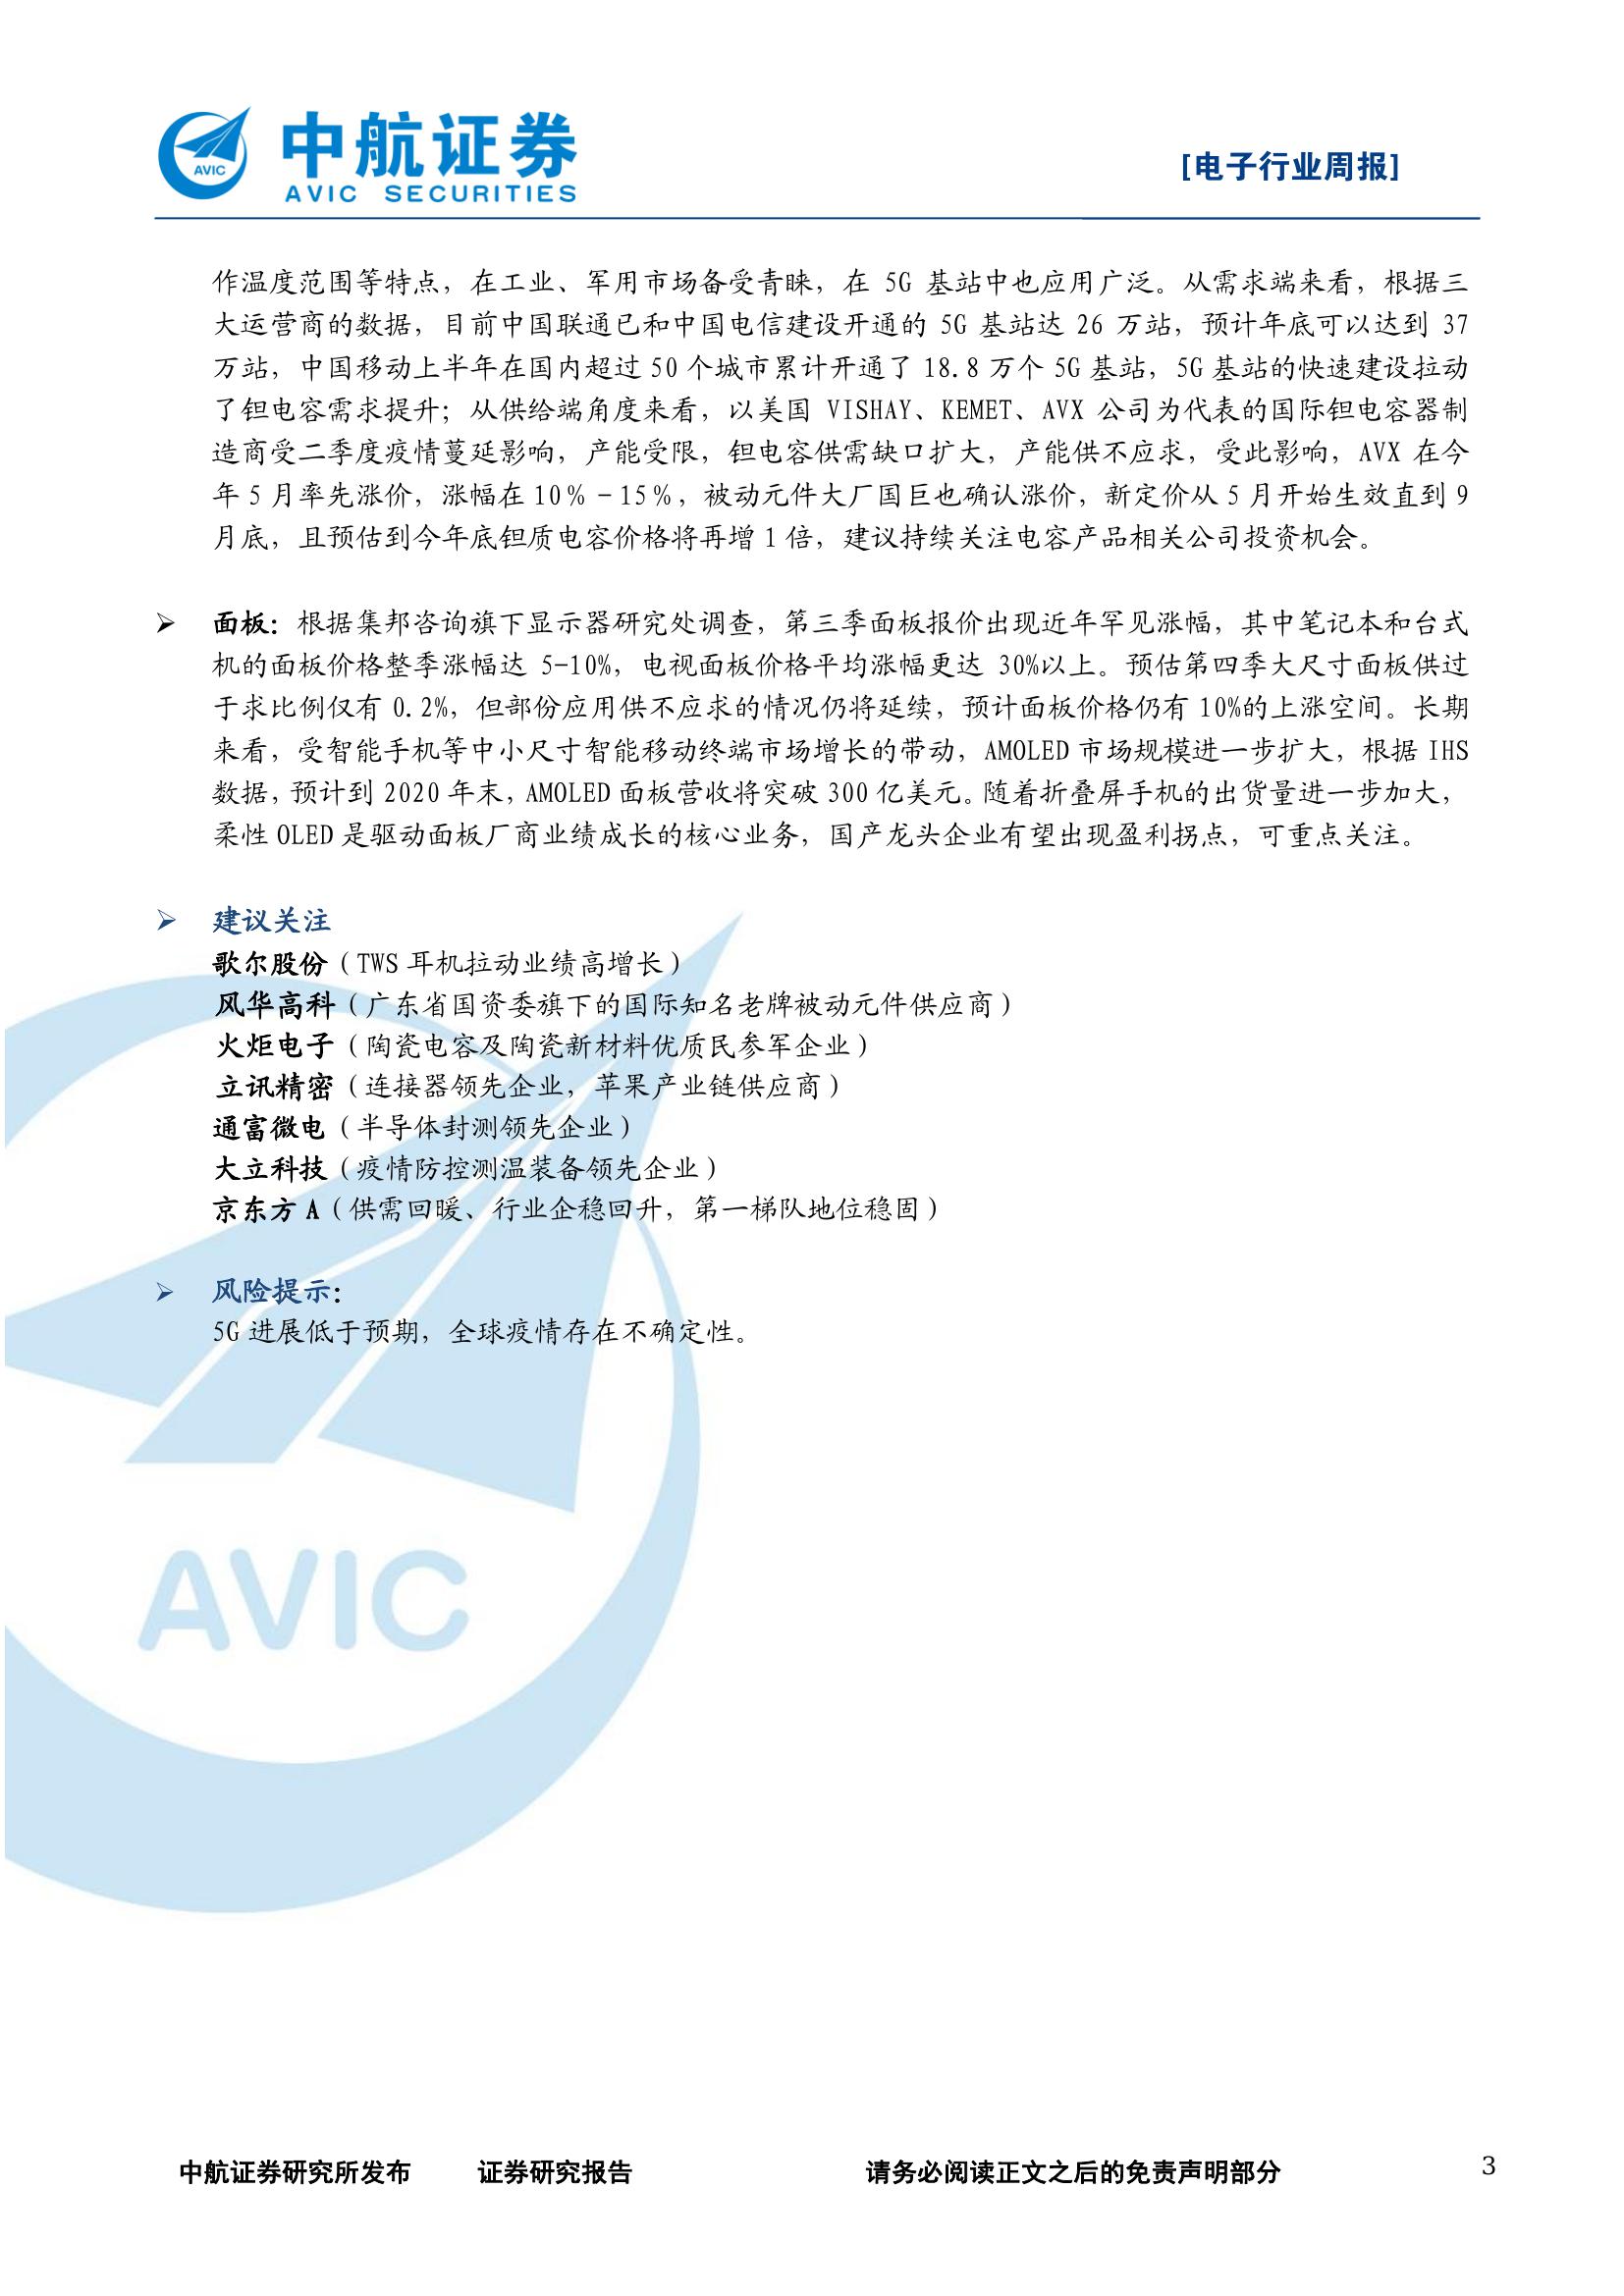 中航证券
AVIC SECURITIES
AVIC
[电子行业周报]
作温度范围等特点，在工业、军用市场备受青睐，在 5G 基站中也应用广泛。从需求端来看，根据三
大运营商的数据，目前中国联通已和中国电信建设开通的 5G 基站达 26 万站，预计年底可以达到 37
万站，中国移动上半年在国内超过 50 个城市累计开通了 18.8 万个 5G 基站，5G 基站的快速建设拉动
了钽电容需求提升；从供给端角度来看，以美国 VISHAY、KEMET、AVX 公司为代表的国际钽电容器制
造商受二季度疫情蔓延影响，产能受限，钽电容供需缺口扩大，产能供不应求，受此影响，AVX 在今
年 5 月率先涨价，涨幅在 10％－15％，被动元件大厂国巨也确认涨价，新定价从 5 月开始生效直到 9
月底，且预估到今年底钽质电容价格将再增 1 倍，建议持续关注电容产品相关公司投资机会。
➢ 面板：根据集邦咨询旗下显示器研究处调查，第三季面板报价出现近年罕见涨幅，其中笔记本和台式
机的面板价格整季涨幅达 5-10%，电视面板价格平均涨幅更达 30%以上。预估第四季大尺寸面板供过
于求比例仅有 0.2%，但部份应用供不应求的情况仍将延续，预计面板价格仍有 10%的上涨空间。长期
来看，受智能手机等中小尺寸智能移动终端市场增长的带动，AMOLED 市场规模进一步扩大，根据 IHS
数据，预计到 2020 年末，AMOLED 面板营收将突破 300 亿美元。随着折叠屏手机的出货量进一步加大，
柔性 OLED 是驱动面板厂商业绩成长的核心业务，国产龙头企业有望出现盈利拐点，可重点关注。
➢ 建议关注
歌尔股份（TWS 耳机拉动业绩高增长）
风华高科（广东省国资委旗下的国际知名老牌被动元件供应商）
火炬电子（陶瓷电容及陶瓷新材料优质民参军企业）
立讯精密（连接器领先企业，苹果产业链供应商）
通富微电（半导体封测领先企业）
大立科技（疫情防控测温装备领先企业）
京东方 A（供需回暖、行业企稳回升，第一梯队地位稳固）
➢ 风险提示：
5G 进展低于预期，全球疫情存在不确定性。
AVIC
中航证券研究所发布 证券研究报告 请务必阅读正文之后的免责声明部分 3